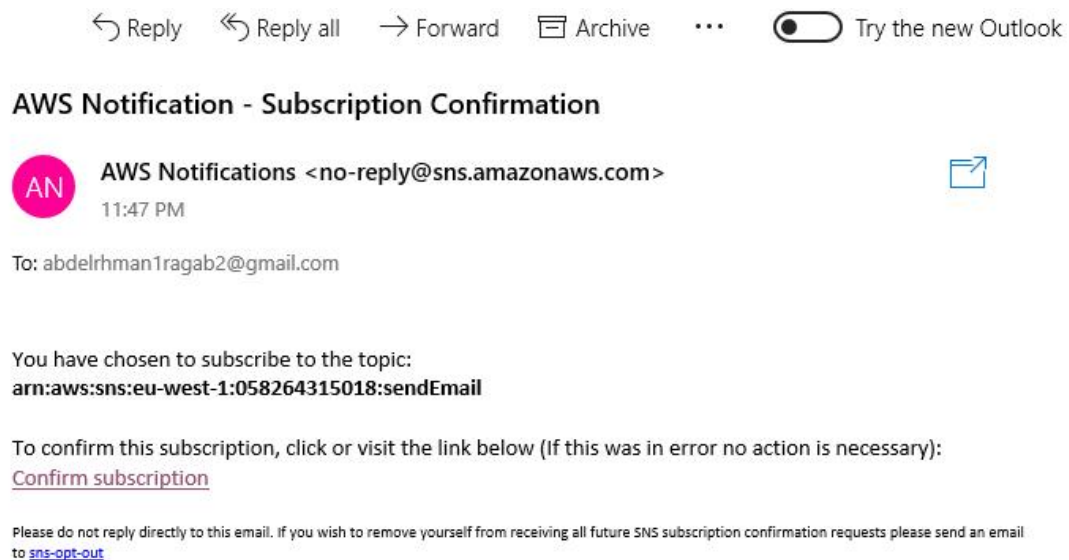 Reply Reply all Forward Archive ... Try the new Outlook
AWS Notification - Subscription Confirmation
AN
AWS Notifications <no-reply@sns.amazonaws.com>
11:47 PM
To: abdelrhman1ragab2@gmail.com
You have chosen to subscribe to the topic:
arn:aws:sns:eu-west-1:058264315018:sendEmail
To confirm this subscription, click or visit the link below (If this was in error no action is necessary):
Confirm subscription
Please do not reply directly to this email. If you wish to remove yourself from receiving all future SNS subscription confirmation requests please send an email
to sns-opt-out